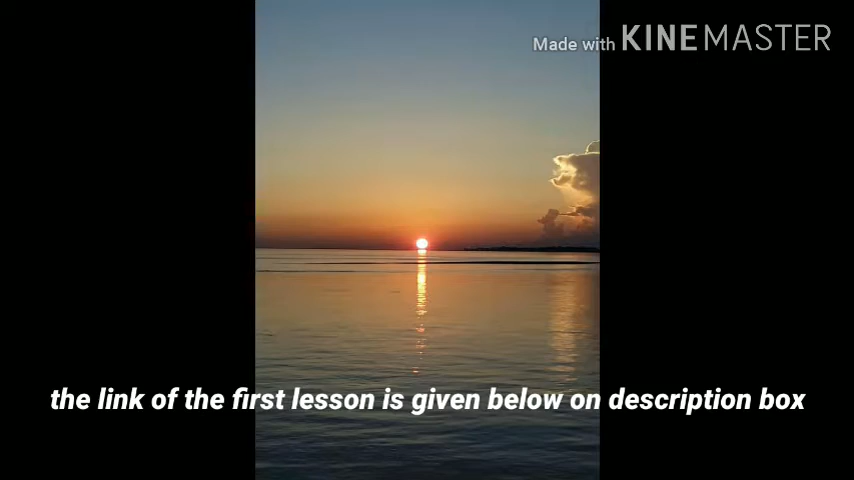 Made with KINEMASTER
the link of the first lesson is given below on description box